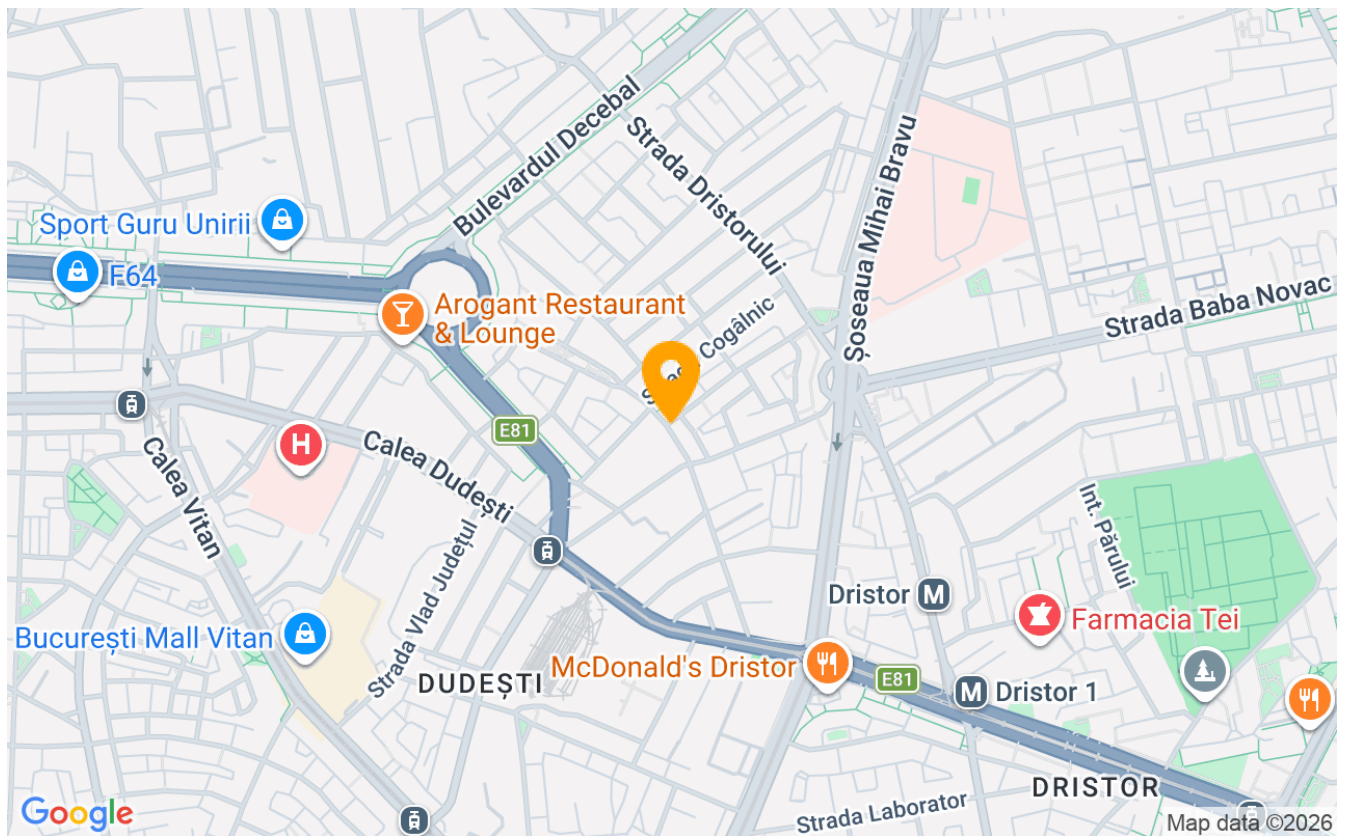 Bulevardul Decebal
Strada Dristorului
Șoseaua Mihai Bravu
Sport Guru Unirii
F64
Arogant Restaurant
& Lounge
Cogâlnic
Strada Baba Novac
E81
H
Calea Dudești
Calea Vitan
Int. Părului
Strada Vlad Județul
Dristor
M
Farmacia Tei
București Mall Vitan
McDonald's Dristor
DUDEȘTI
E81
M
Dristor 1
DRISTOR
Strada Laborator
Google
Map data ©2026